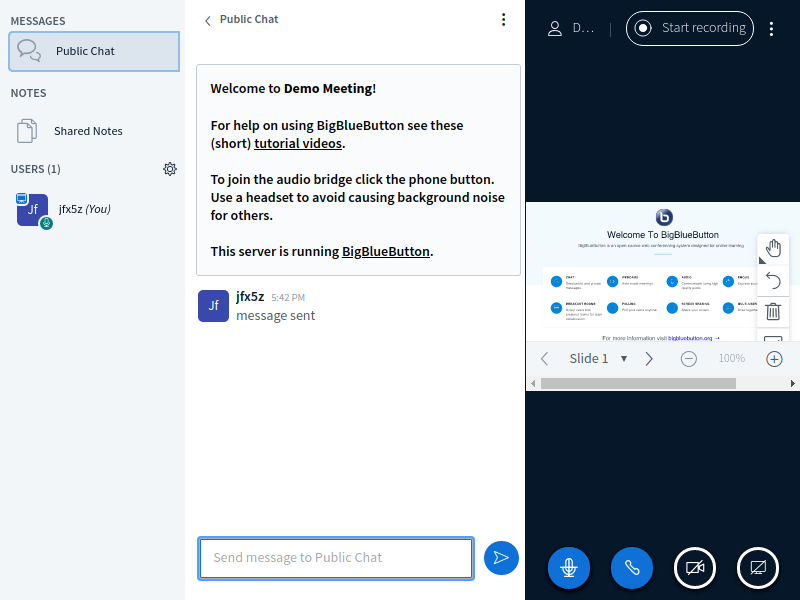 MESSAGES
Public Chat
NOTES
Shared Notes
USERS (1)
Jf
jfx5z (You)
Public Chat
Welcome to Demo Meeting!
For help on using BigBlueButton see these
(short) tutorial videos.
To join the audio bridge click the phone button.
Use a headset to avoid causing background noise
for others.
This server is running BigBlueButton.
Jf
jfx5z 5:42 PM
message sent
Send message to Public Chat
D...
Start recording
b
Welcome To BigBlueButton
BigBlueButton is an open source web conferencing system designed for online learning
CHAT
WEBCAMS
AUDIO
EMOJIS
BREAKOUT ROOMS
POLLING
SCREEN SHARING
For more information visit bigbluebutton.org →
Slide 1
100%